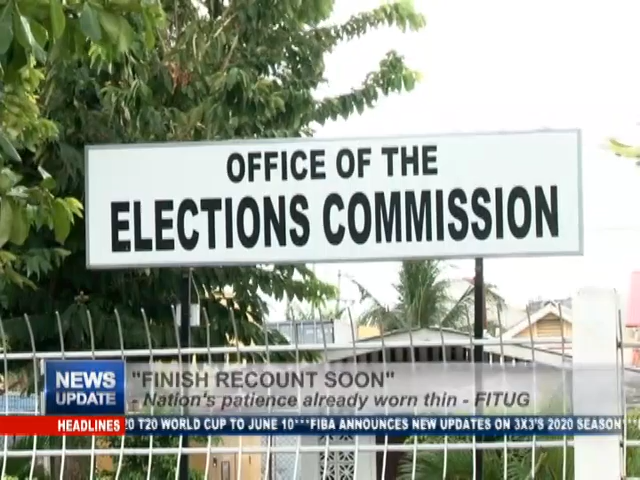 OFFICE OF THE
ELECTIONS COMMISSION
NEWS
UPDATE
"FINISH RECOUNT SOON"
- Nation's patience already worn thin - FITUG
HEADLINES
20 T20 WORLD CUP TO JUNE 10***FIBA ANNOUNCES NEW UPDATES ON 3X3'S 2020 SEASON***